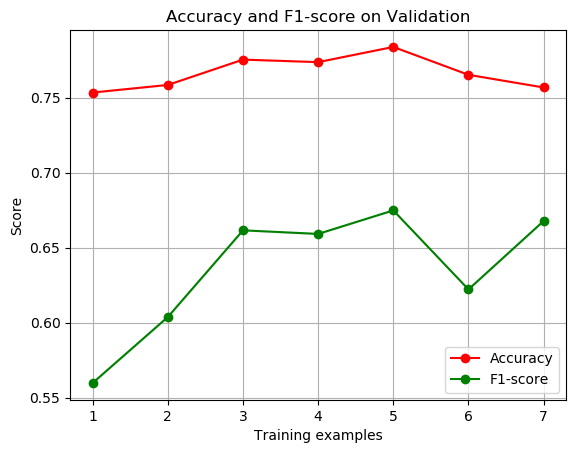 Accuracy and F1-score on Validation
Score
0.75
0.70
0.65
0.60
0.55
Accuracy
F1-score
1 2 3 4 5 6 7
Training examples